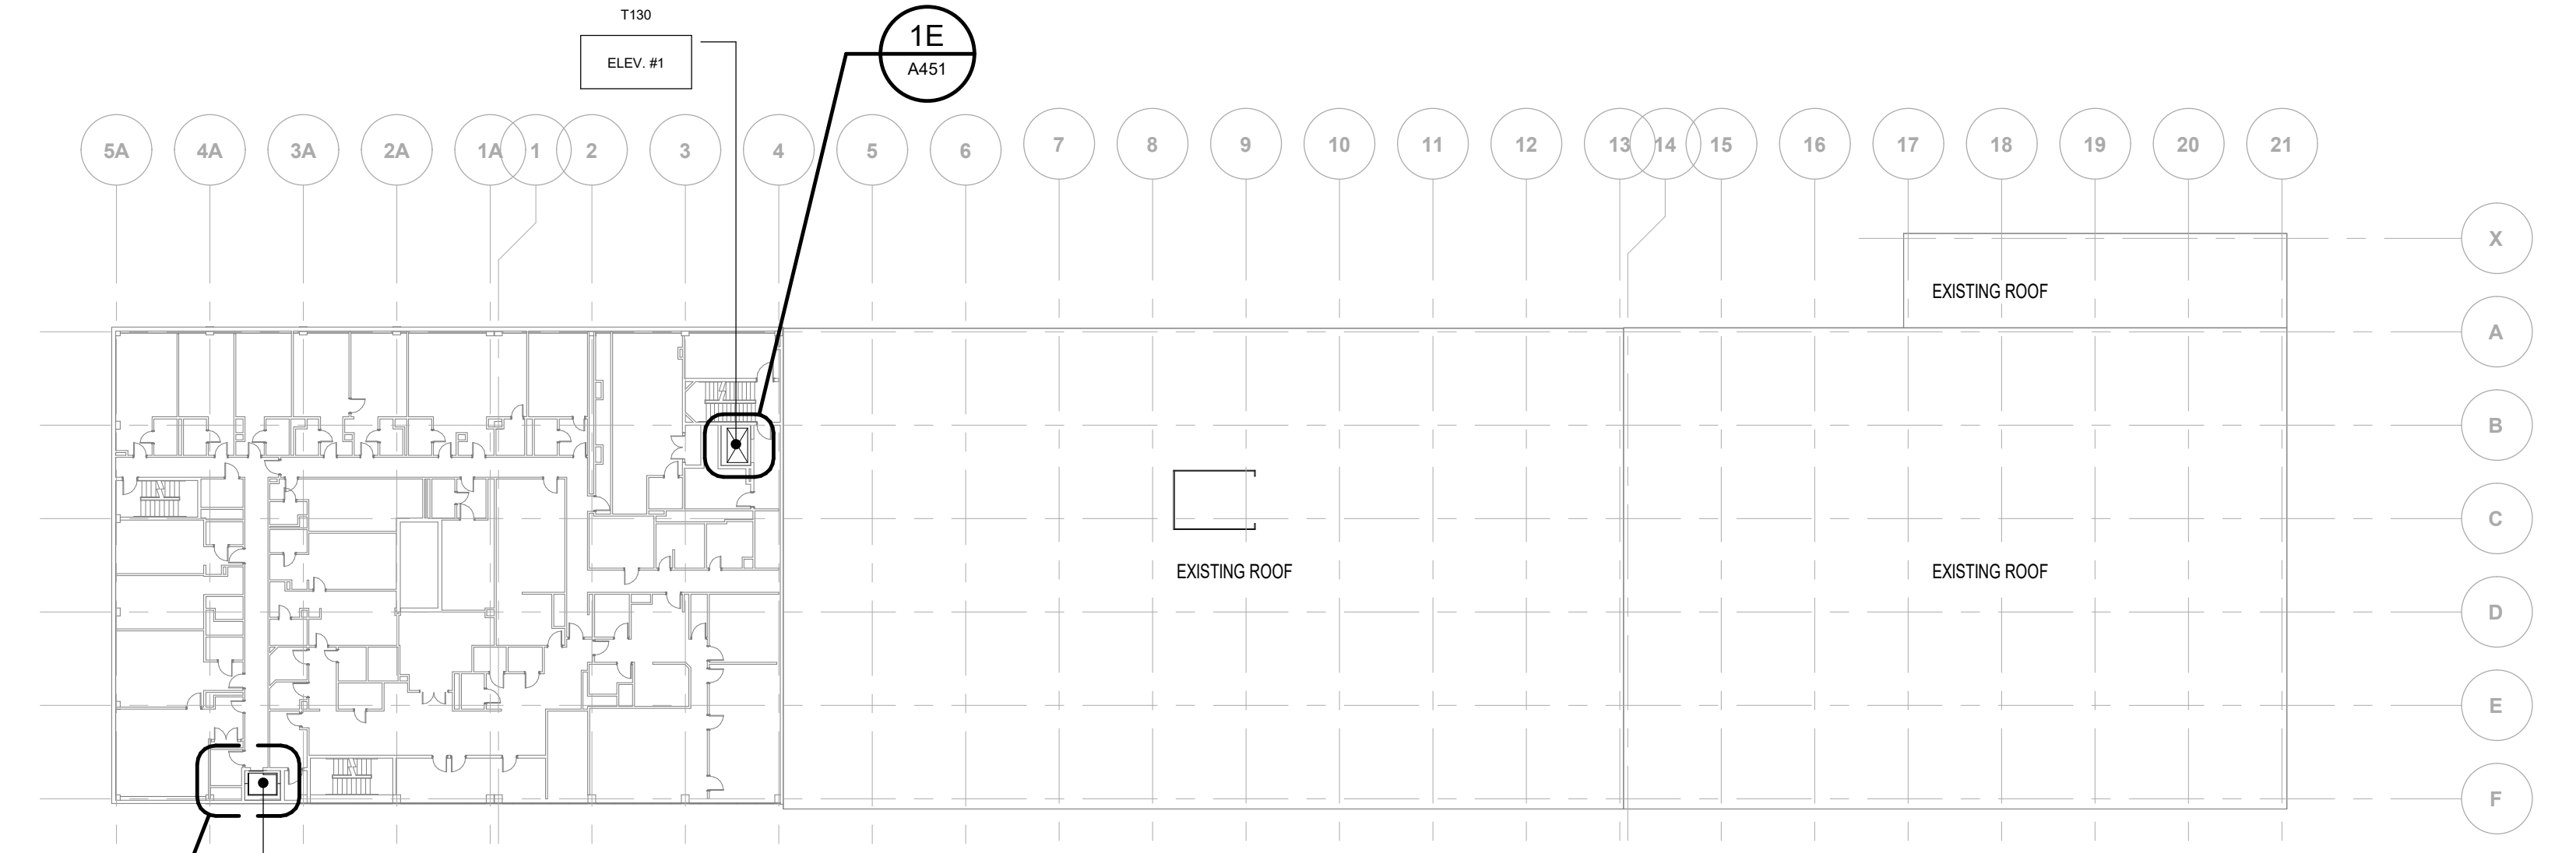 T130
ELEV. #1
1E
A451
5A 4A 3A 2A 1A 1 2 3 4 5 6 7 8 9 10 11 12 13 14 15 16 17 18 19 20 21
X
EXISTING ROOF
A
B
C
EXISTING ROOF EXISTING ROOF
D
E
F